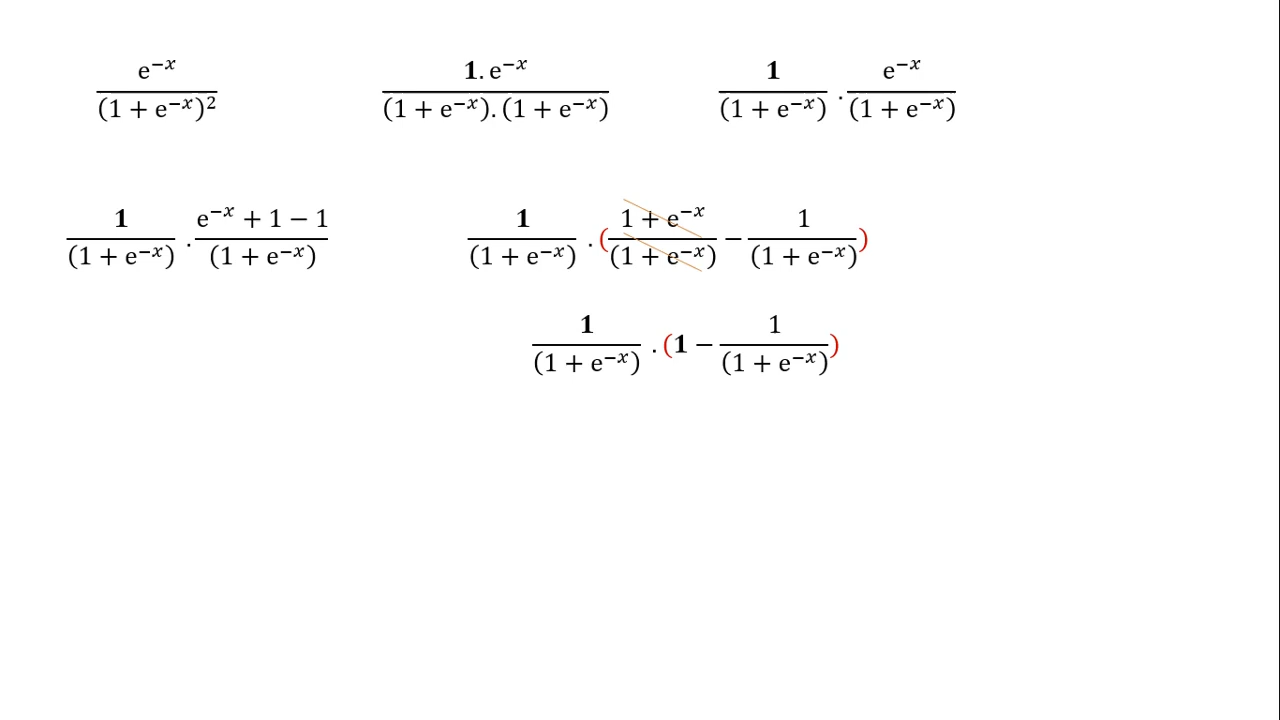 e⁻ˣ/(1 + e⁻ˣ)²    1. e⁻ˣ/(1 + e⁻ˣ). (1 + e⁻ˣ)    1/(1 + e⁻ˣ) . e⁻ˣ/(1 + e⁻ˣ)
1/(1 + e⁻ˣ) . e⁻ˣ + 1 − 1/(1 + e⁻ˣ)    1/(1 + e⁻ˣ) . (1 + e⁻ˣ/(1 + e⁻ˣ) − 1/(1 + e⁻ˣ))
1/(1 + e⁻ˣ) . (1 − 1/(1 + e⁻ˣ))